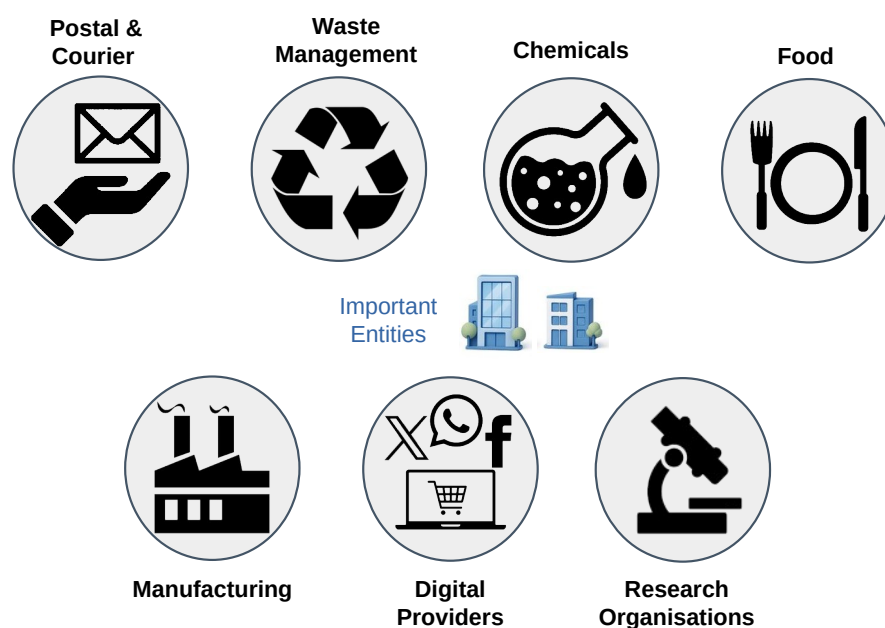 Postal &
Courier
Waste
Management
Chemicals
Food
Important
Entities
Manufacturing
Digital
Providers
Research
Organisations